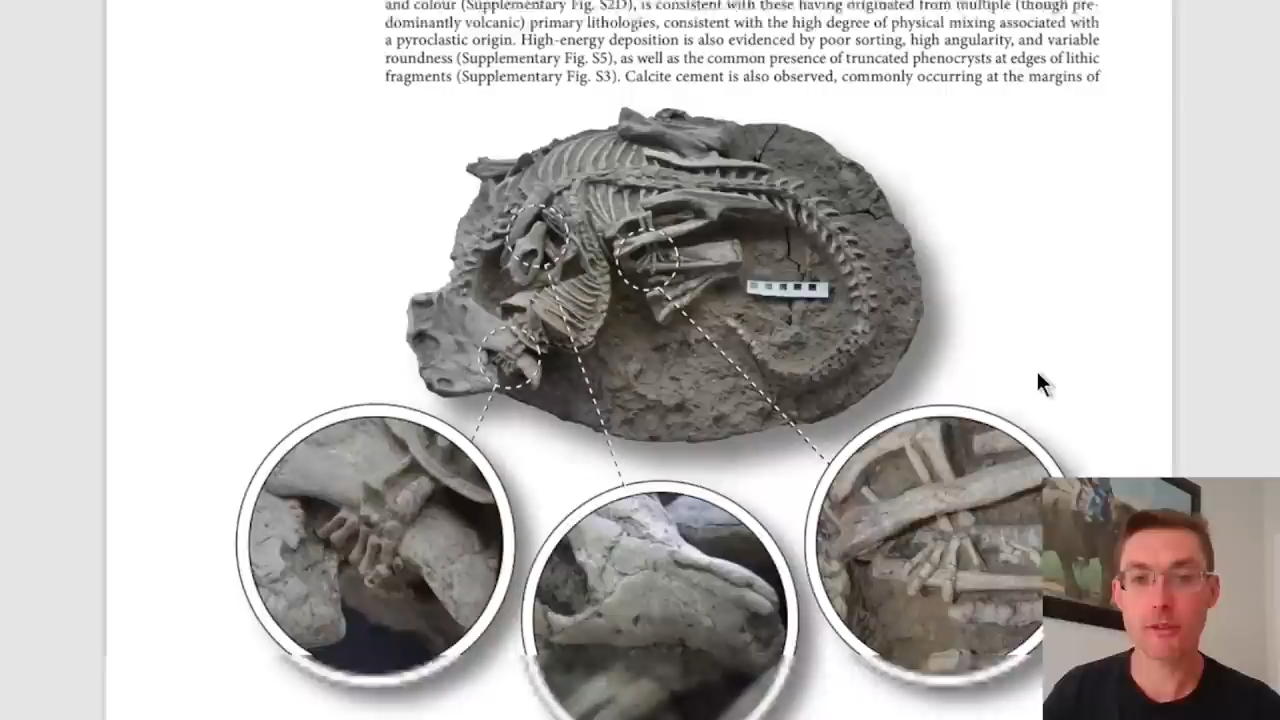 and colour (Supplementary Fig. S2D), is consistent with these having originated from multiple (though pre-
dominantly volcanic) primary lithologies, consistent with the high degree of physical mixing associated with
a pyroclastic origin. High-energy deposition is also evidenced by poor sorting, high angularity, and variable
roundness (Supplementary Fig. S5), as well as the common presence of truncated phenocrysts at edges of lithic
fragments (Supplementary Fig. S3). Calcite cement is also observed, commonly occurring at the margins of